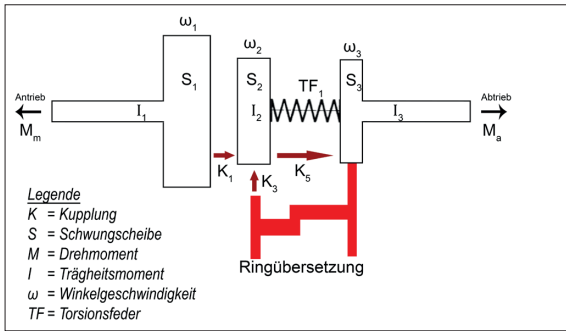 ω1
ω2
ω3
S1
S2
TF1
S3
Antrieb
Mm
I1
I2
I3
Abtrieb
Ma
K1
K5
K3
Legende
K = Kupplung
S = Schwungscheibe
M = Drehmoment
I = Trägheitsmoment
ω = Winkelgeschwindigkeit
TF = Torsionsfeder
Ringübersetzung